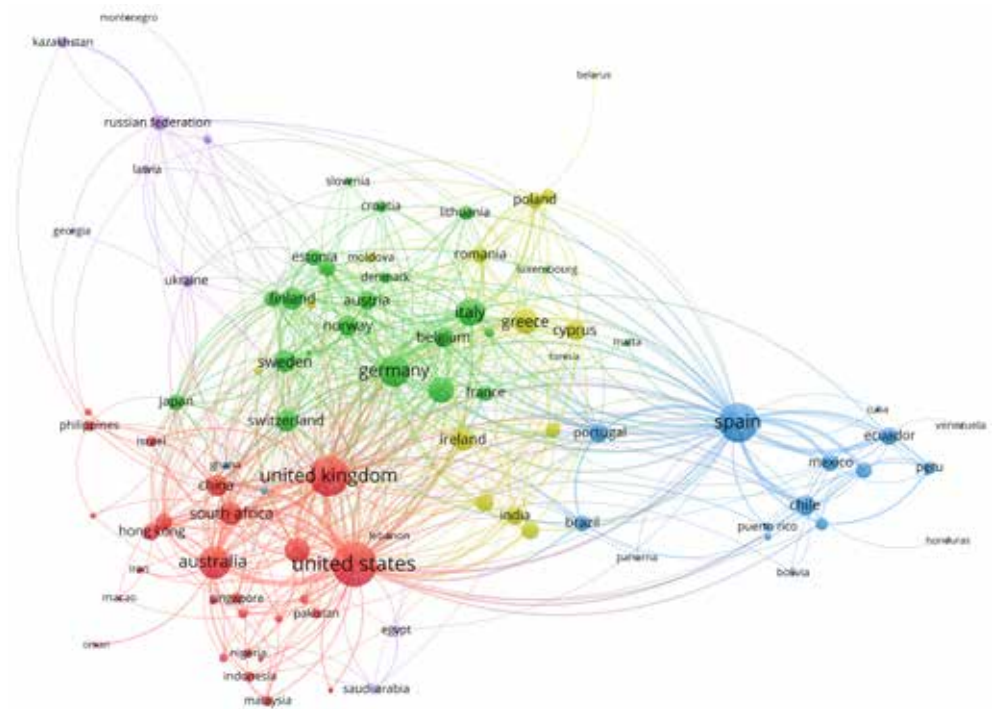 montenegro
kazakhstan
belarus
russian federation
latvia
slovenia
poland
croatia
lithuania
georgia
estonia
moldova
romania
luxembourg
denmark
ukraine
finland
austria
italy
greece
norway
belgium
cyprus
malta
sweden
germany
france
japan
switzerland
spain
cuba
philippines
israel
ireland
portugal
ecuador
venezuela
ghana
united kingdom
mexico
peru
china
south africa
india
chile
hong kong
brazil
puerto rico
lebanon
honduras
australia
united states
panama
iran
bolivia
macao
singapore
pakistan
egypt
oman
nigeria
indonesia
saudi arabia
malaysia